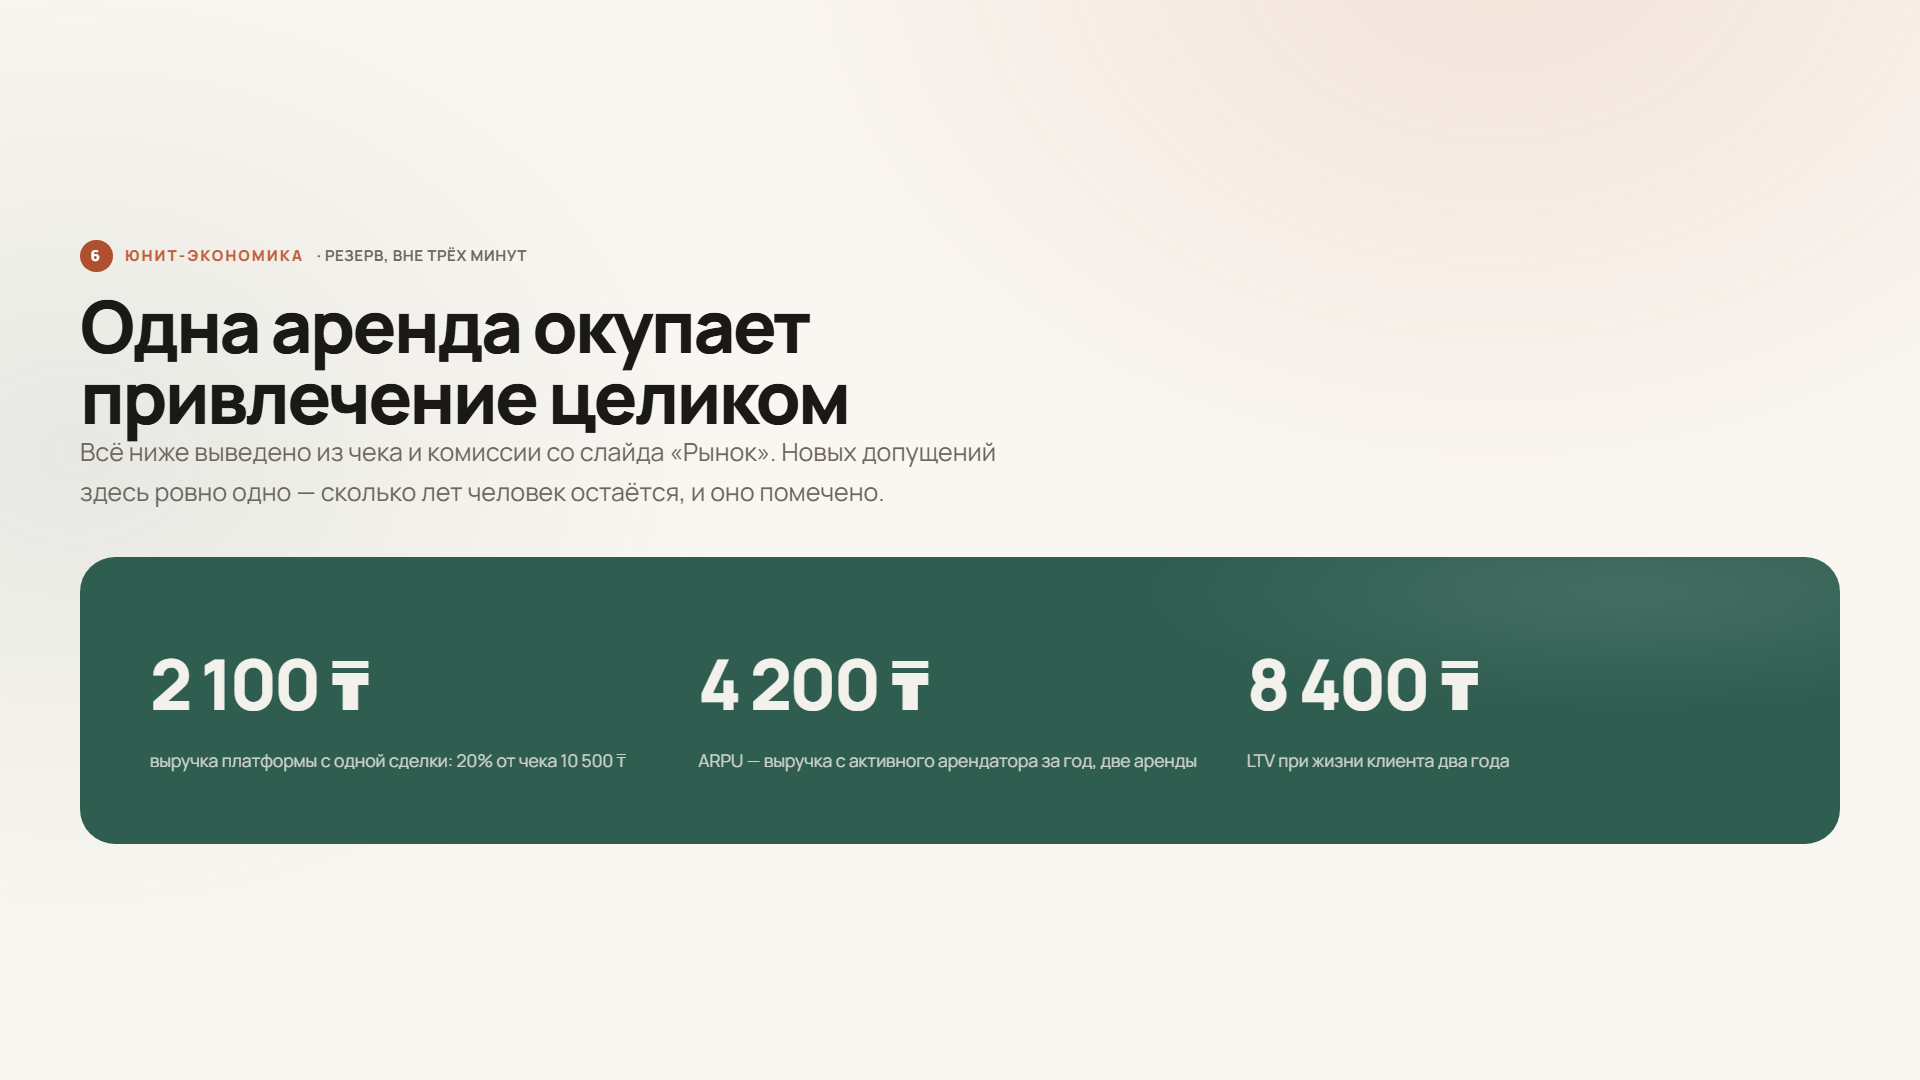 6 ЮНИТ-ЭКОНОМИКА · РЕЗЕРВ, ВНЕ ТРЁХ МИНУТ
Одна аренда окупает
привлечение целиком
Всё ниже выведено из чека и комиссии со слайда «Рынок». Новых допущений
здесь ровно одно — сколько лет человек остаётся, и оно помечено.
2 100 ₸
4 200 ₸
8 400 ₸
выручка платформы с одной сделки: 20% от чека 10 500 ₸
ARPU — выручка с активного арендатора за год, две аренды
LTV при жизни клиента два года